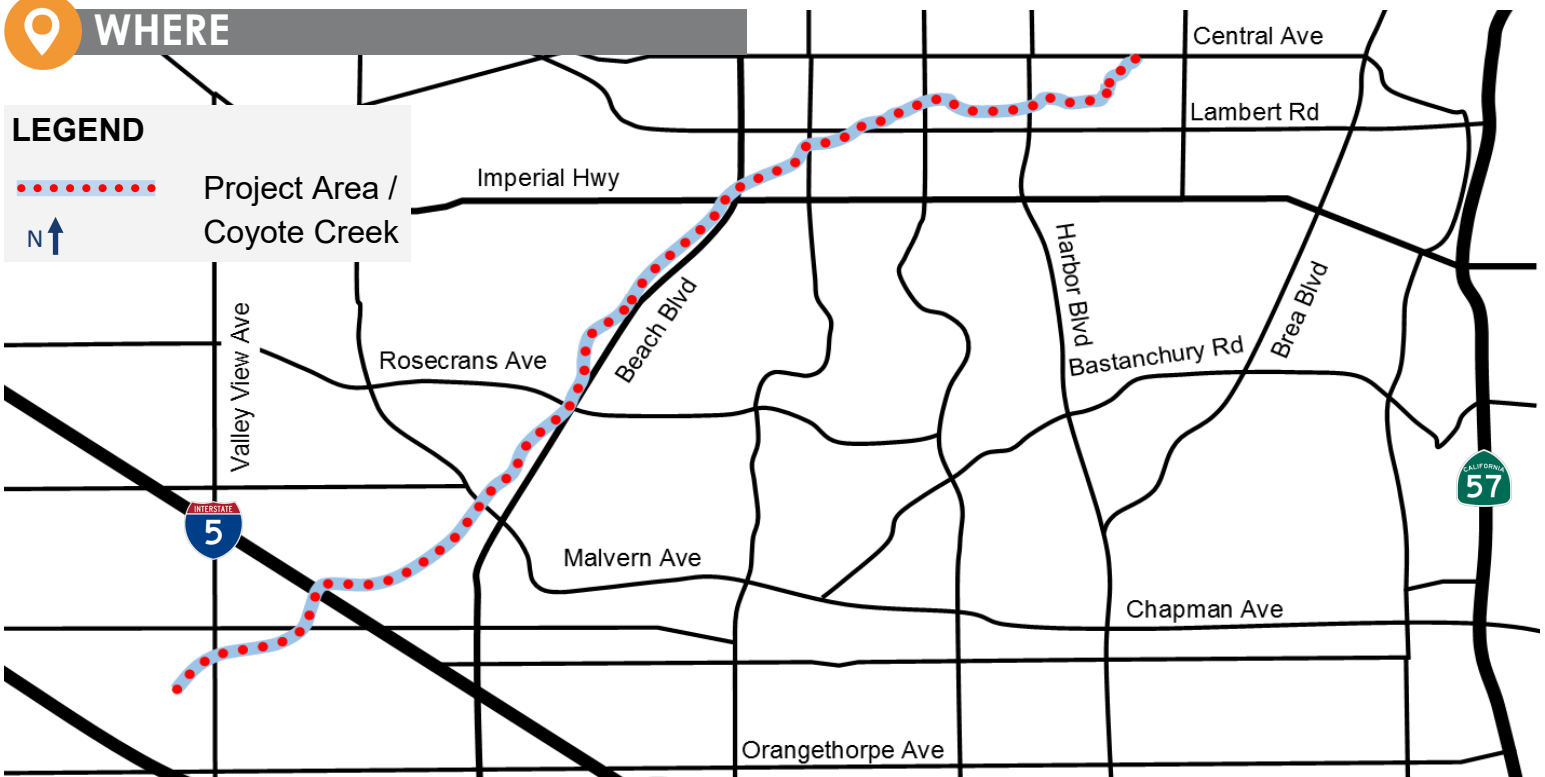 WHERE
Central Ave
LEGEND
Lambert Rd
Project Area /
Coyote Creek
N
Imperial Hwy
Harbor Blvd
Brea Blvd
Beach Blvd
Valley View Ave
Rosecrans Ave
Bastanchury Rd
CALIFORNIA
57
INTERSTATE
5
Malvern Ave
Chapman Ave
Orangethorpe Ave